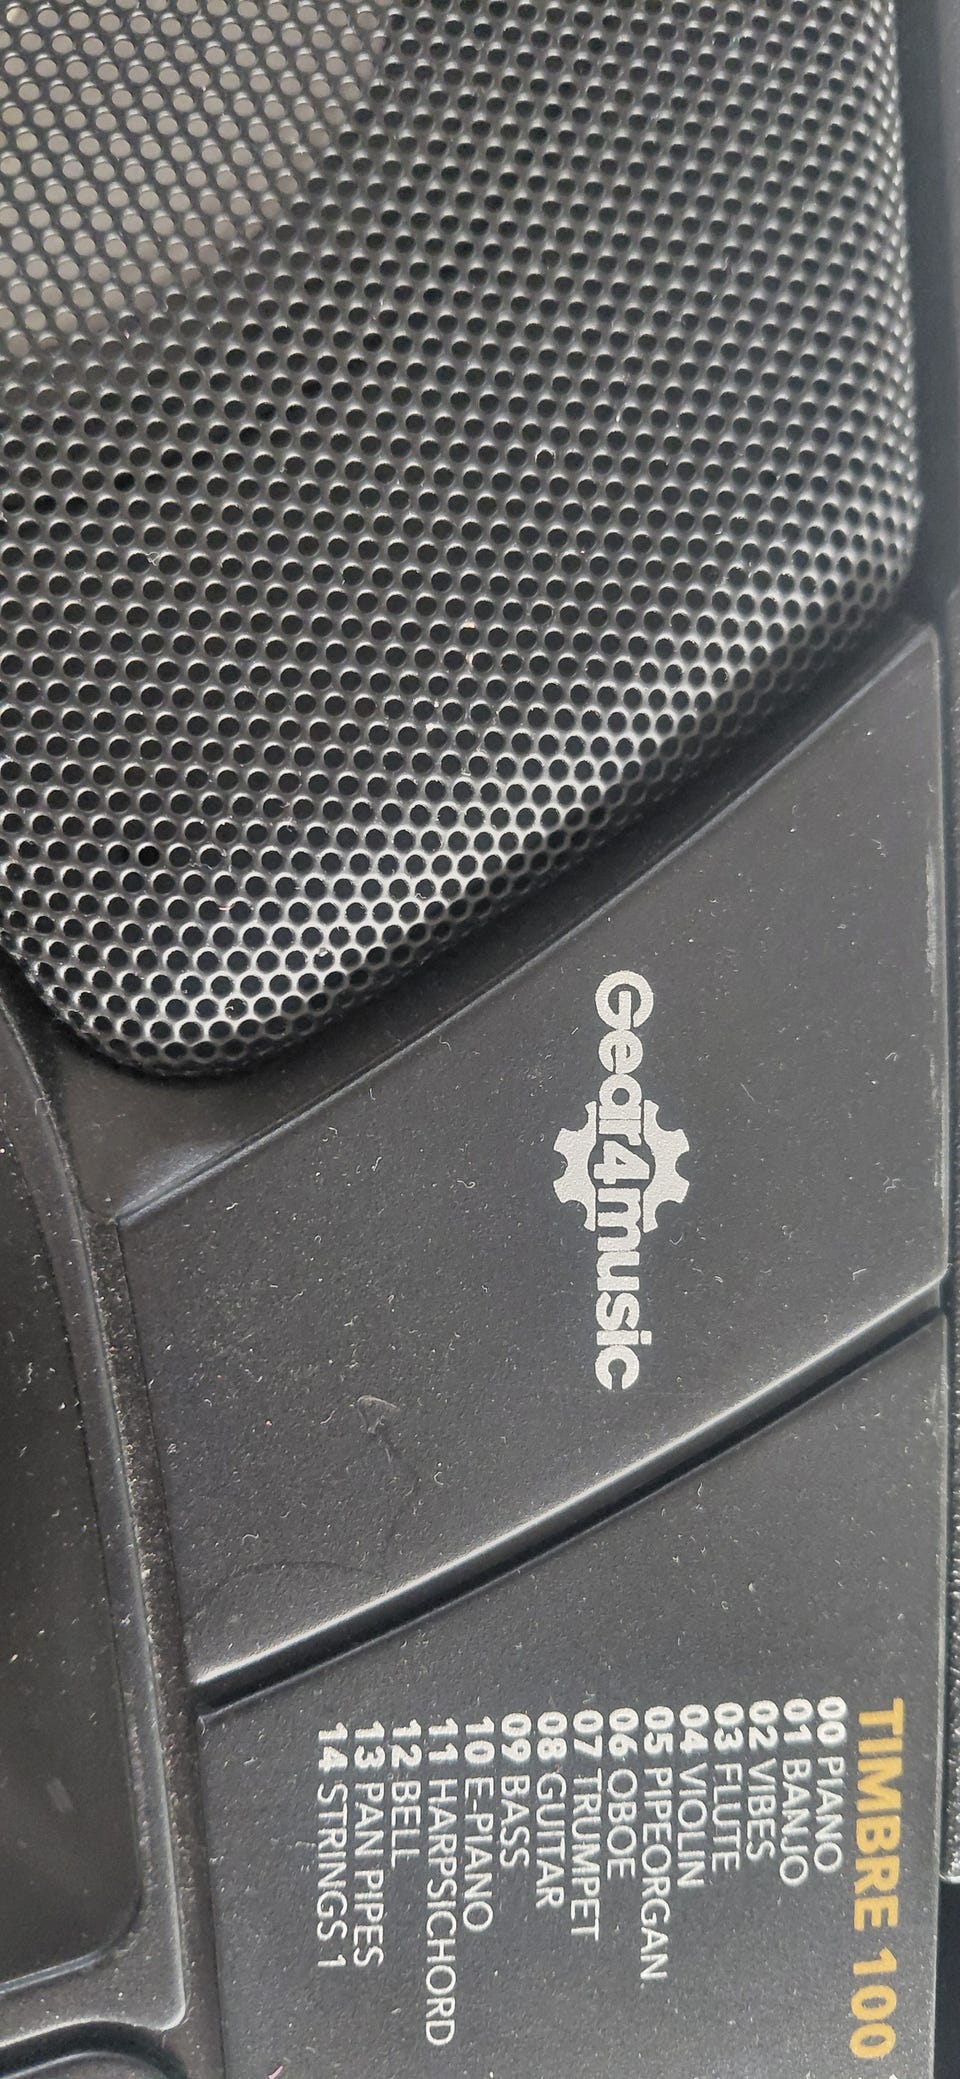 Gear4music
TIMBRE 100
00 PIANO
01 BANJO
02 VIBES
03 FLUTE
04 VIOLIN
05 PIPEORGAN
06 OBOE
07 TRUMPET
08 GUITAR
09 BASS
10 E-PIANO
11 HARPSICHORD
12 BELL
13 PAN PIPES
14 STRINGS 1